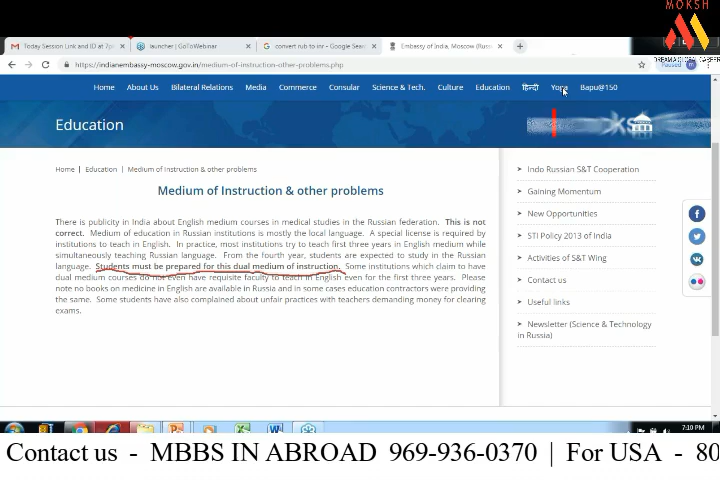 MOKSH
Today Session Link and ID at 7p
launcher | GoToWebinar
convert rub to inr - Google Sear
Embassy of India, Moscow (Russ
https://indianembassy-moscow.gov.in/medium-of-instruction-other-problems.php
Paused
DREAM A GLOBAL CAREER
Home About Us Bilateral Relations Media Commerce Consular Science & Tech. Culture Education हिन्दी Yoga Bapu@150
Education
Home | Education | Medium of Instruction & other problems
Medium of Instruction & other problems
There is publicity in India about English medium courses in medical studies in the Russian federation. This is not
correct. Medium of education in Russian institutions is mostly the local language. A special license is required by
institutions to teach in English. In practice, most institutions try to teach first three years in English medium while
simultaneously teaching Russian language. From the fourth year, students are expected to study in the Russian
language. Students must be prepared for this dual medium of instruction. Some institutions which claim to have
dual medium courses do not even have requisite faculty to teach in English even for the first three years. Please
note no books on medicine in English are available in Russia and in some cases education contractors were providing
the same. Some students have also complained about unfair practices with teachers demanding money for clearing
exams.
Indo Russian S&T Cooperation
Gaining Momentum
New Opportunities
STI Policy 2013 of India
Activities of S&T Wing
Contact us
Useful links
Newsletter (Science & Technology
in Russia)
7:10 PM
Contact us - MBBS IN ABROAD 969-936-0370 | For USA - 80